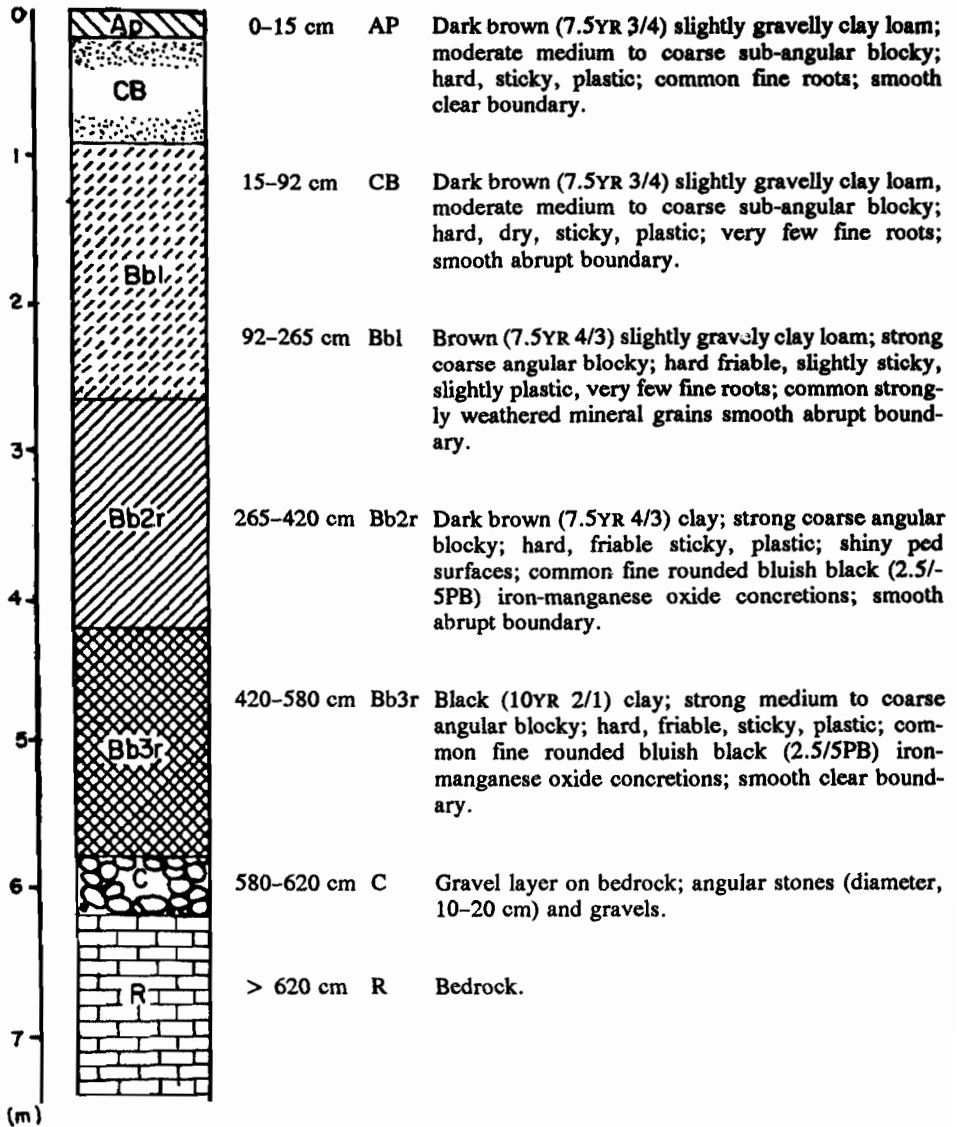 0
Ap
CB
1
Bb1
2
3
Bb2r
4
5
Bb3r
C
6
R
7
(m)
0–15 cm AP Dark brown (7.5YR 3/4) slightly gravelly clay loam;
moderate medium to coarse sub-angular blocky;
hard, sticky, plastic; common fine roots; smooth
clear boundary.
15–92 cm CB Dark brown (7.5YR 3/4) slightly gravelly clay loam,
moderate medium to coarse sub-angular blocky;
hard, dry, sticky, plastic; very few fine roots;
smooth abrupt boundary.
92–265 cm Bb1 Brown (7.5YR 4/3) slightly gravely clay loam; strong
coarse angular blocky; hard friable, slightly sticky,
slightly plastic, very few fine roots; common strong-
ly weathered mineral grains smooth abrupt bound-
ary.
265–420 cm Bb2r Dark brown (7.5YR 4/3) clay; strong coarse angular
blocky; hard, friable sticky, plastic; shiny ped
surfaces; common fine rounded bluish black (2.5/-
5PB) iron-manganese oxide concretions; smooth
abrupt boundary.
420–580 cm Bb3r Black (10YR 2/1) clay; strong medium to coarse
angular blocky; hard, friable, sticky, plastic; com-
mon fine rounded bluish black (2.5/5PB) iron-
manganese oxide concretions; smooth clear bound-
ary.
580–620 cm C Gravel layer on bedrock; angular stones (diameter,
10–20 cm) and gravels.
> 620 cm R Bedrock.